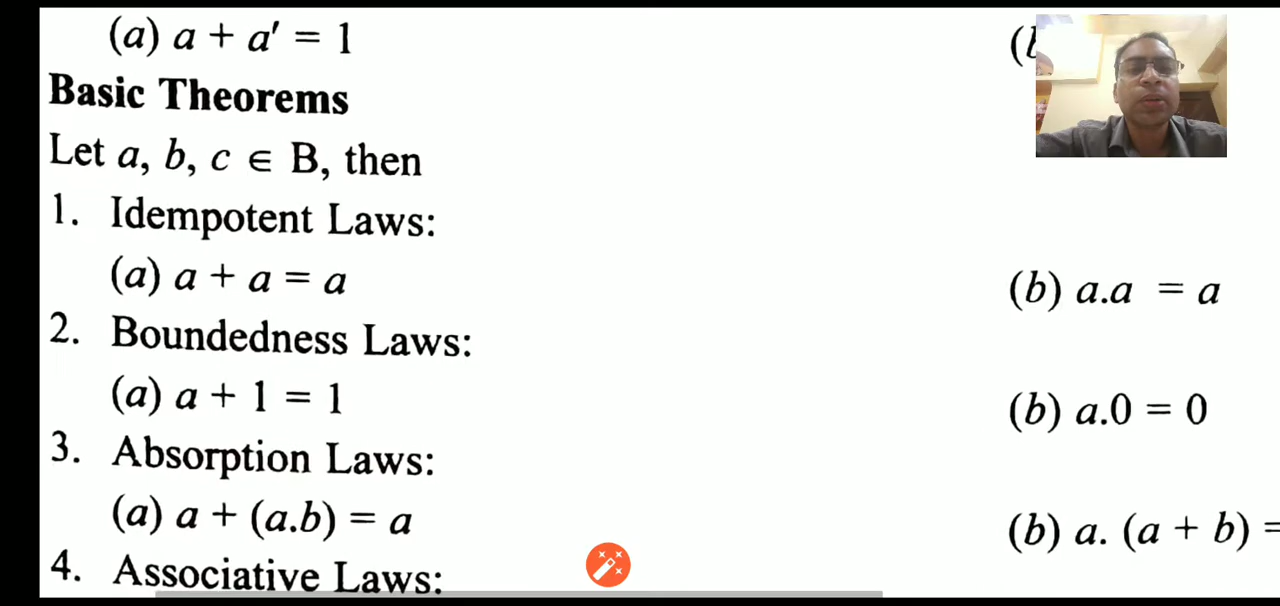 (a) a + a′ = 1
Basic Theorems
Let a, b, c ∈ B, then
1. Idempotent Laws:
(a) a + a = a (b) a.a = a
2. Boundedness Laws:
(a) a + 1 = 1 (b) a.0 = 0
3. Absorption Laws:
(a) a + (a.b) = a (b) a. (a + b) =
4. Associative Laws: